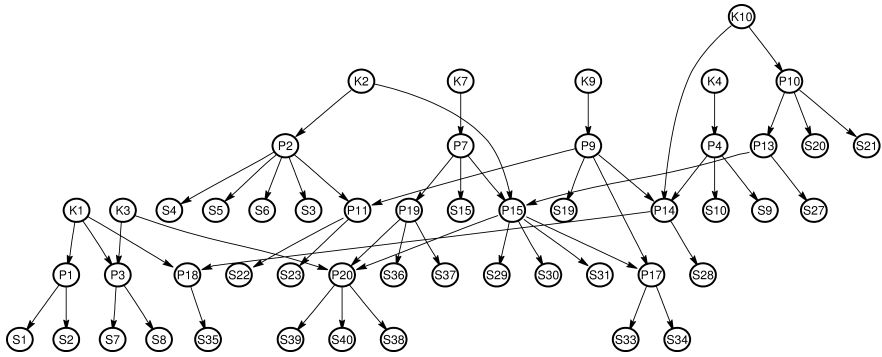 K10
K2 K7 K9 K4 P10
P2 P7 P9 P4 P13 S20 S21
K1 K3 S4 S5 S6 S3 P11 P19 S15 P15 S19 P14 S10 S9 S27
P1 P3 P18 S22 S23 P20 S36 S37 S29 S30 S31 P17 S28
S1 S2 S7 S8 S35 S39 S40 S38 S33 S34